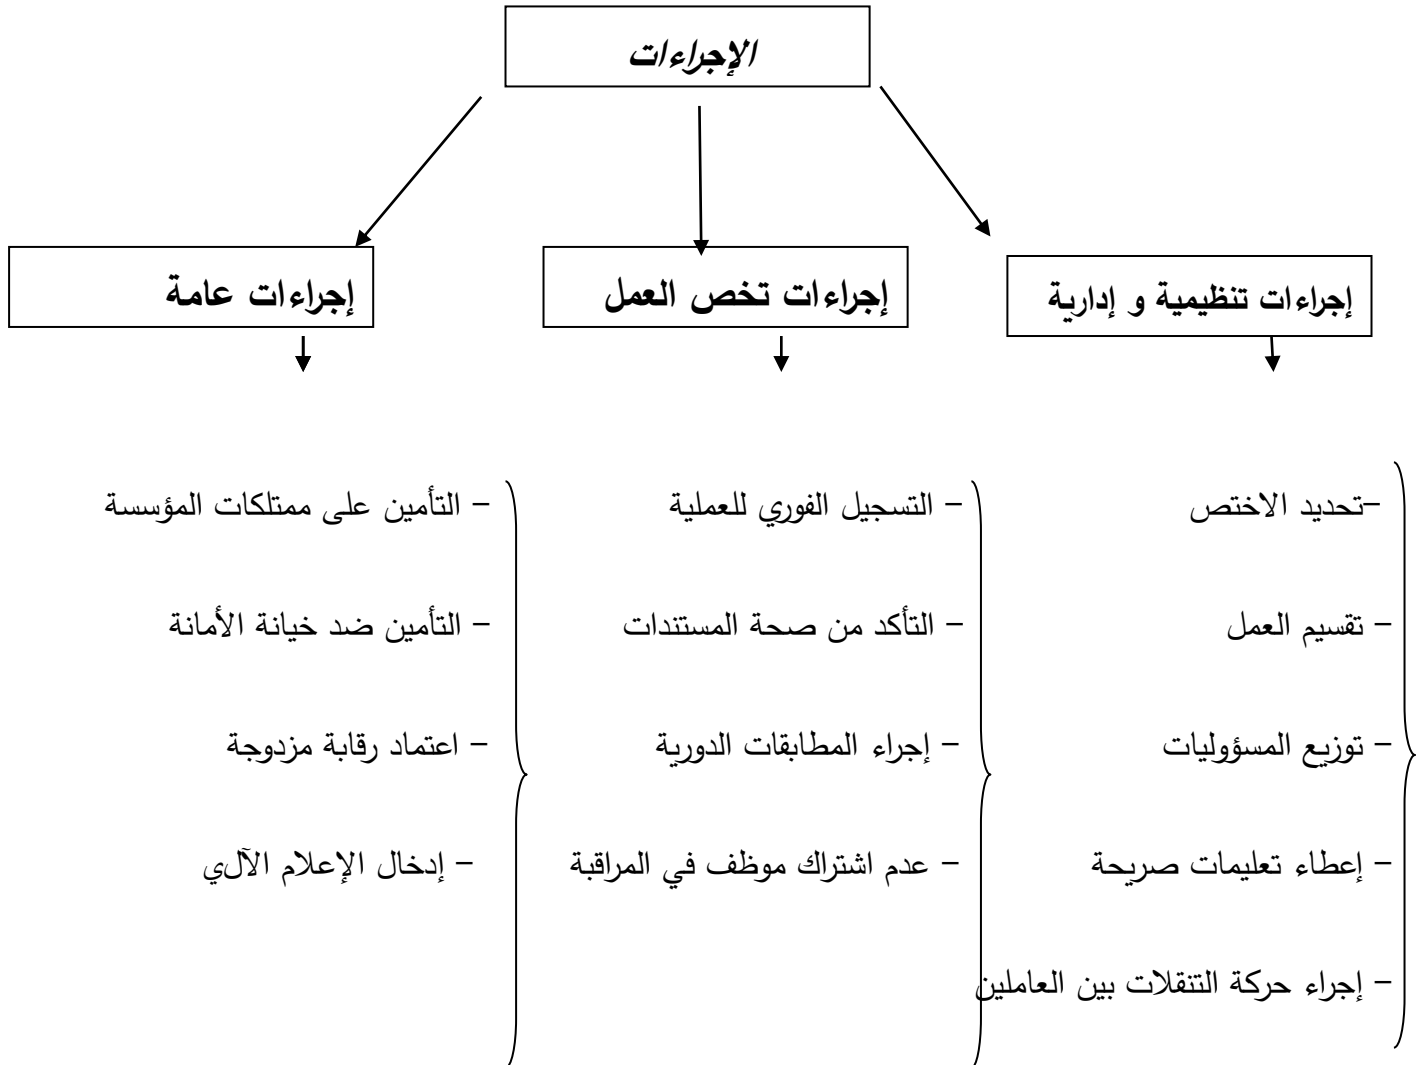 الإجراءات
إجراءات تنظيمية و إدارية
إجراءات تخص العمل
إجراءات عامة
-تحديد الاختص
- تقسيم العمل
- توزيع المسؤوليات
- إعطاء تعليمات صريحة
- إجراء حركة التنقلات بين العاملين
- التسجيل الفوري للعملية
- التأكد من صحة المستندات
- إجراء المطابقات الدورية
- عدم اشتراك موظف في المراقبة
- التأمين على ممتلكات المؤسسة
- التأمين ضد خيانة الأمانة
- اعتماد رقابة مزدوجة
- إدخال الإعلام الآلي